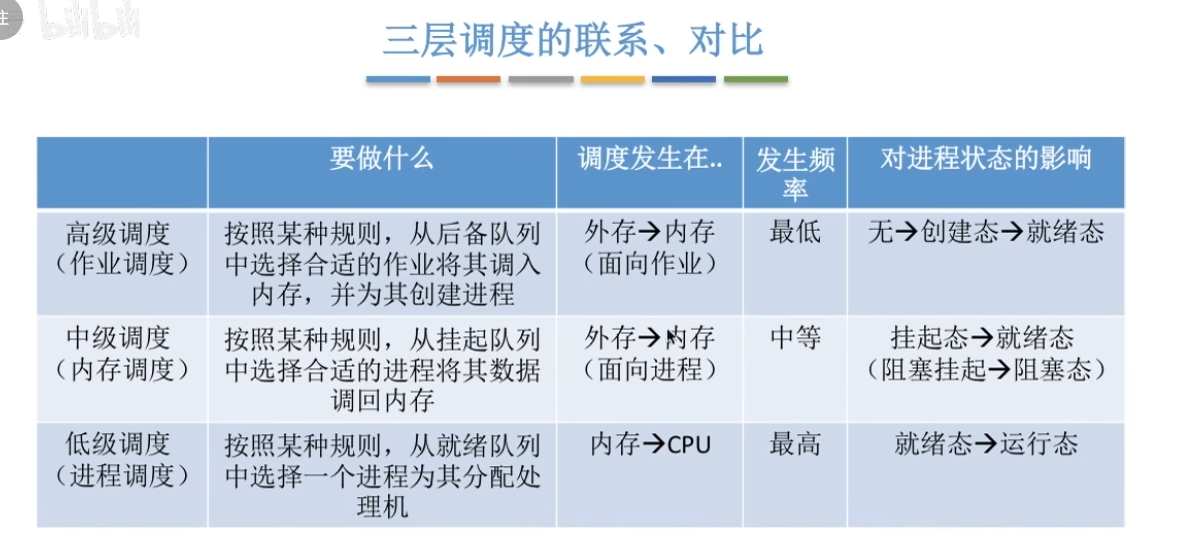 注
bilibili
三层调度的联系、对比
要做什么
调度发生在..
发生频
率
对进程状态的影响
高级调度
（作业调度）
按照某种规则，从后备队列
中选择合适的作业将其调入
内存，并为其创建进程
外存→内存
（面向作业）
最低
无→创建态→就绪态
中级调度
（内存调度）
按照某种规则，从挂起队列
中选择合适的进程将其数据
调回内存
外存→内存
（面向进程）
中等
挂起态→就绪态
（阻塞挂起→阻塞态）
低级调度
（进程调度）
按照某种规则，从就绪队列
中选择一个进程为其分配处
理机
内存→CPU
最高
就绪态→运行态